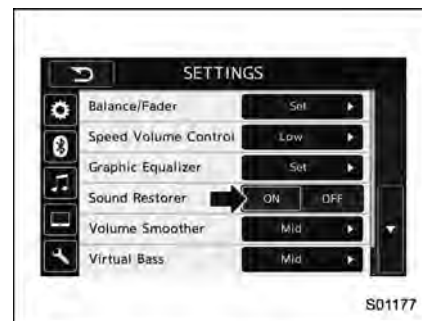 SETTINGS
Balance/Fader Set
Speed Volume Control Low
Graphic Equalizer Set
Sound Restorer ON OFF
Volume Smoother Mid
Virtual Bass Mid
S01177